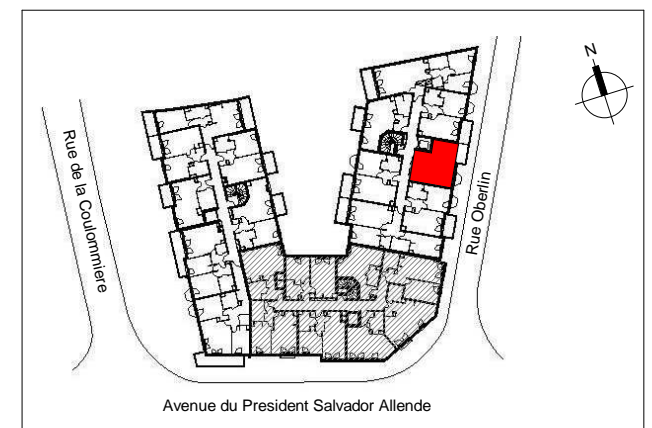 N
Rue de la Coulommiere
Rue Oberlin
Avenue du President Salvador Allende